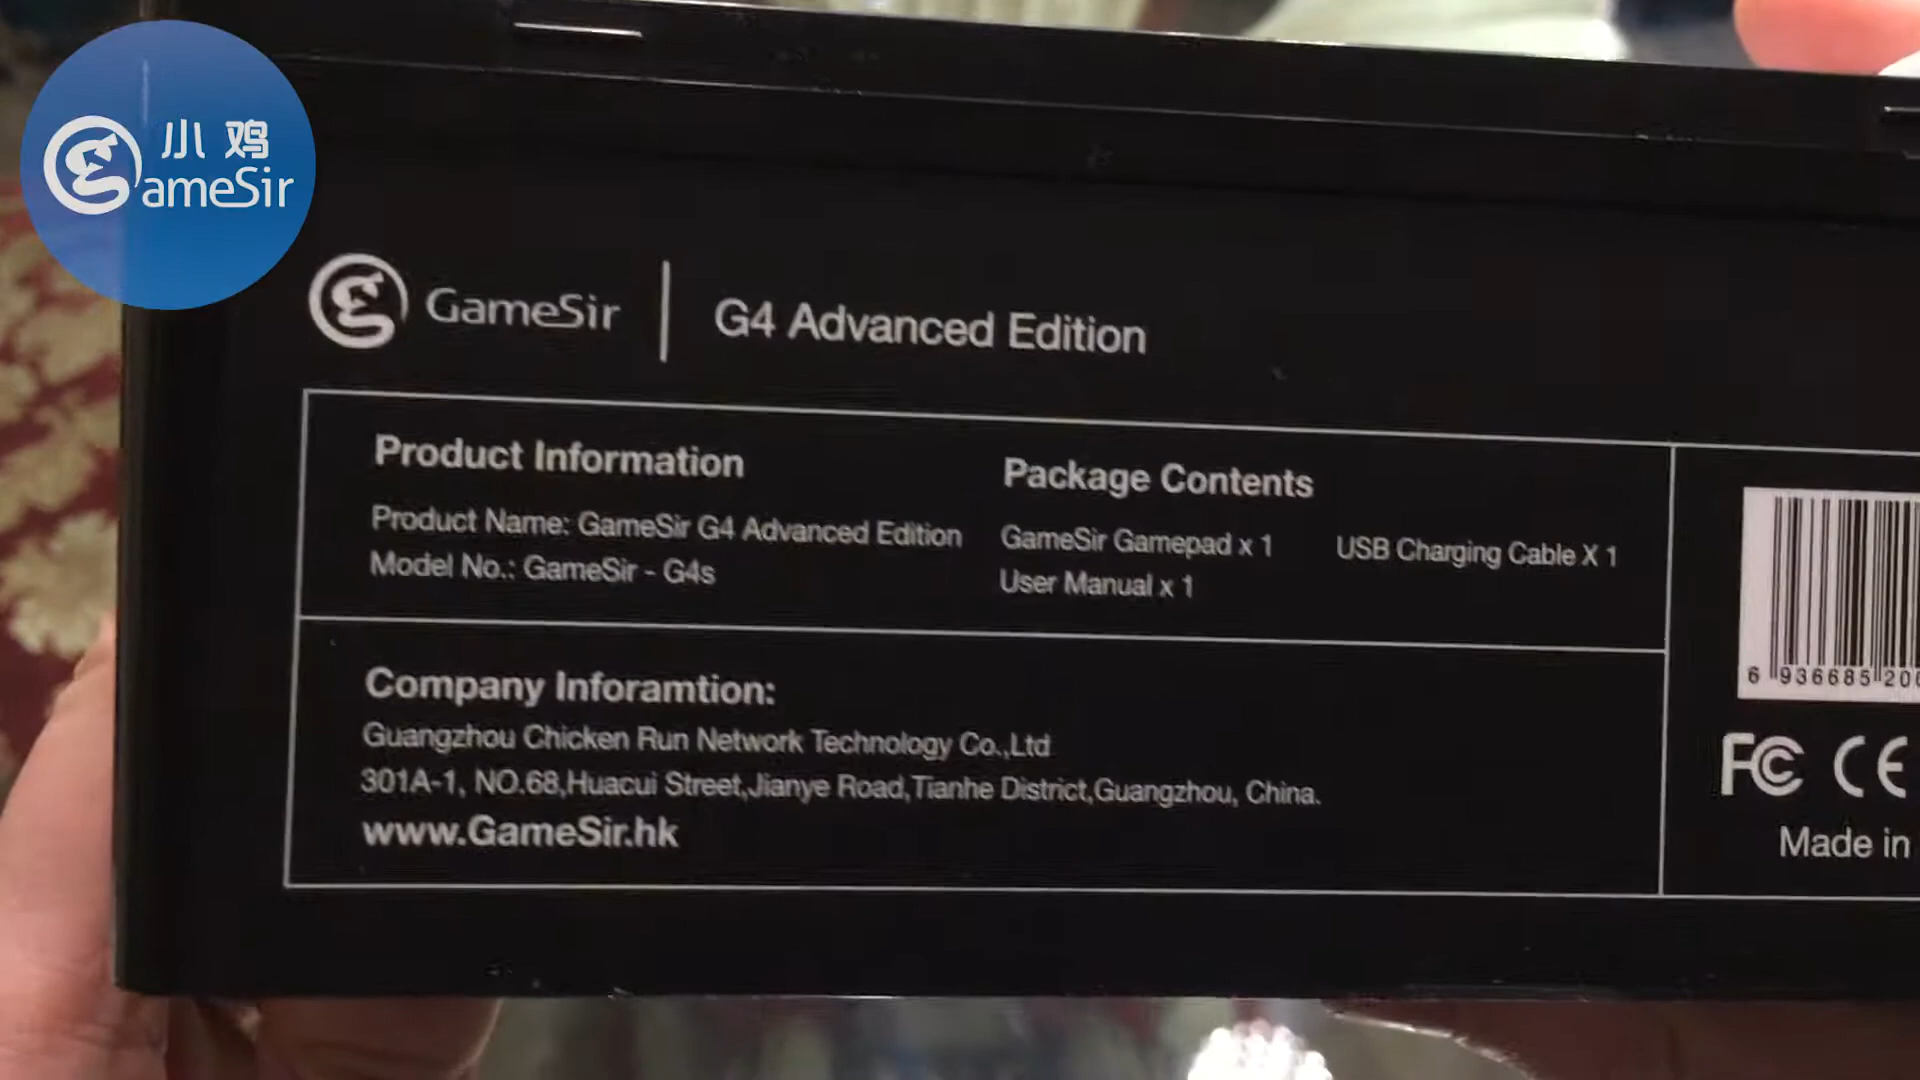 小鸡
GameSir
GameSir | G4 Advanced Edition
Product Information
Product Name: GameSir G4 Advanced Edition
Model No.: GameSir - G4s
Package Contents
GameSir Gamepad x 1 USB Charging Cable X 1
User Manual x 1
Company Inforamtion:
Guangzhou Chicken Run Network Technology Co.,Ltd
301A-1, NO.68,Huacui Street,Jianye Road,Tianhe District,Guangzhou, China.
www.GameSir.hk
6 936685 200
FC CE
Made in